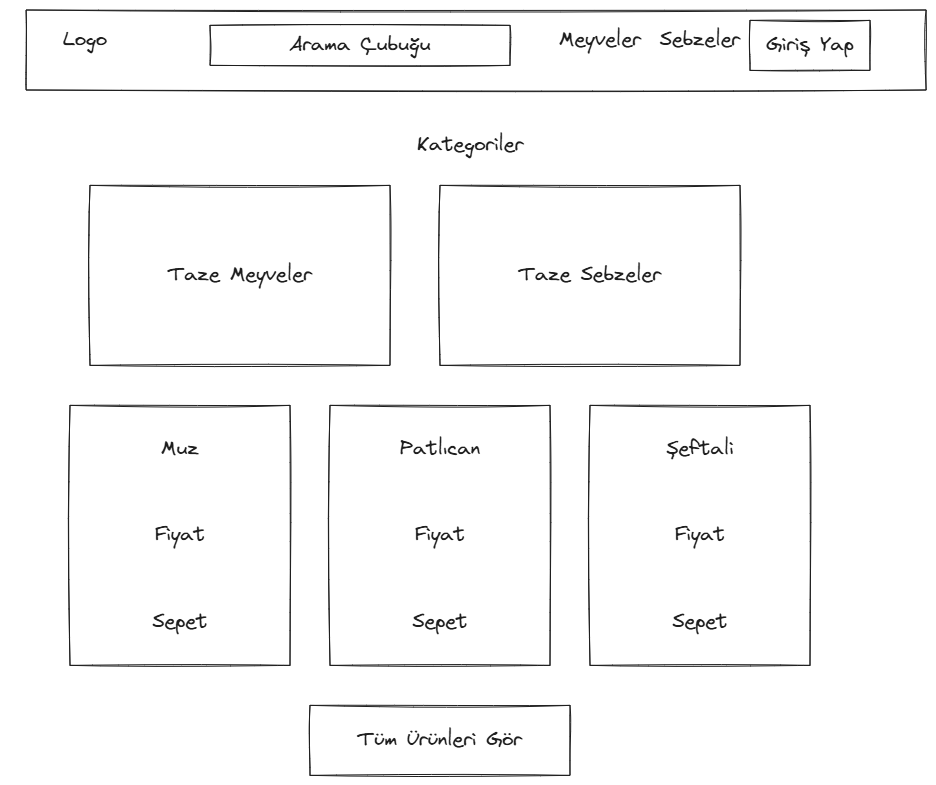 Logo
Arama Çubuğu
Meyveler
Sebzeler
Giriş Yap
Kategoriler
Taze Meyveler
Taze Sebzeler
Muz
Fiyat
Sepet
Patlıcan
Fiyat
Sepet
Şeftali
Fiyat
Sepet
Tüm Ürünleri Gör